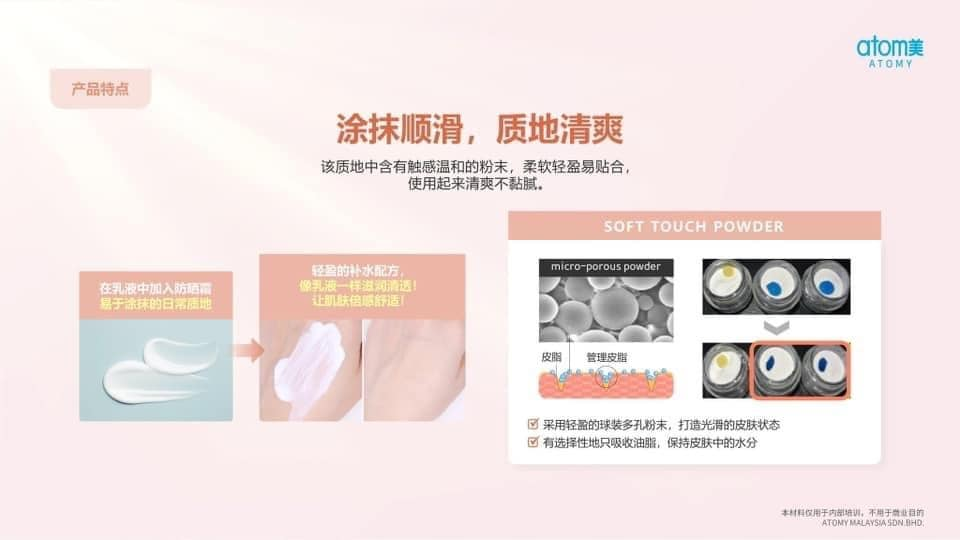 atom美
ATOMY
产品特点
涂抹顺滑，质地清爽
该质地中含有触感温和的粉末，柔软轻盈易贴合，
使用起来清爽不黏腻。
在乳液中加入防晒霜
易于涂抹的日常质地
轻盈的补水配方，
像乳液一样滋润清透！
让肌肤倍感舒适！
SOFT TOUCH POWDER
micro-porous powder
皮脂
管理皮脂
采用轻盈的球装多孔粉末，打造光滑的皮肤状态
有选择性地只吸收油脂，保持皮肤中的水分
本材料仅用于内部培训，不用于商业目的
ATOMY MALAYSIA SDN.BHD.